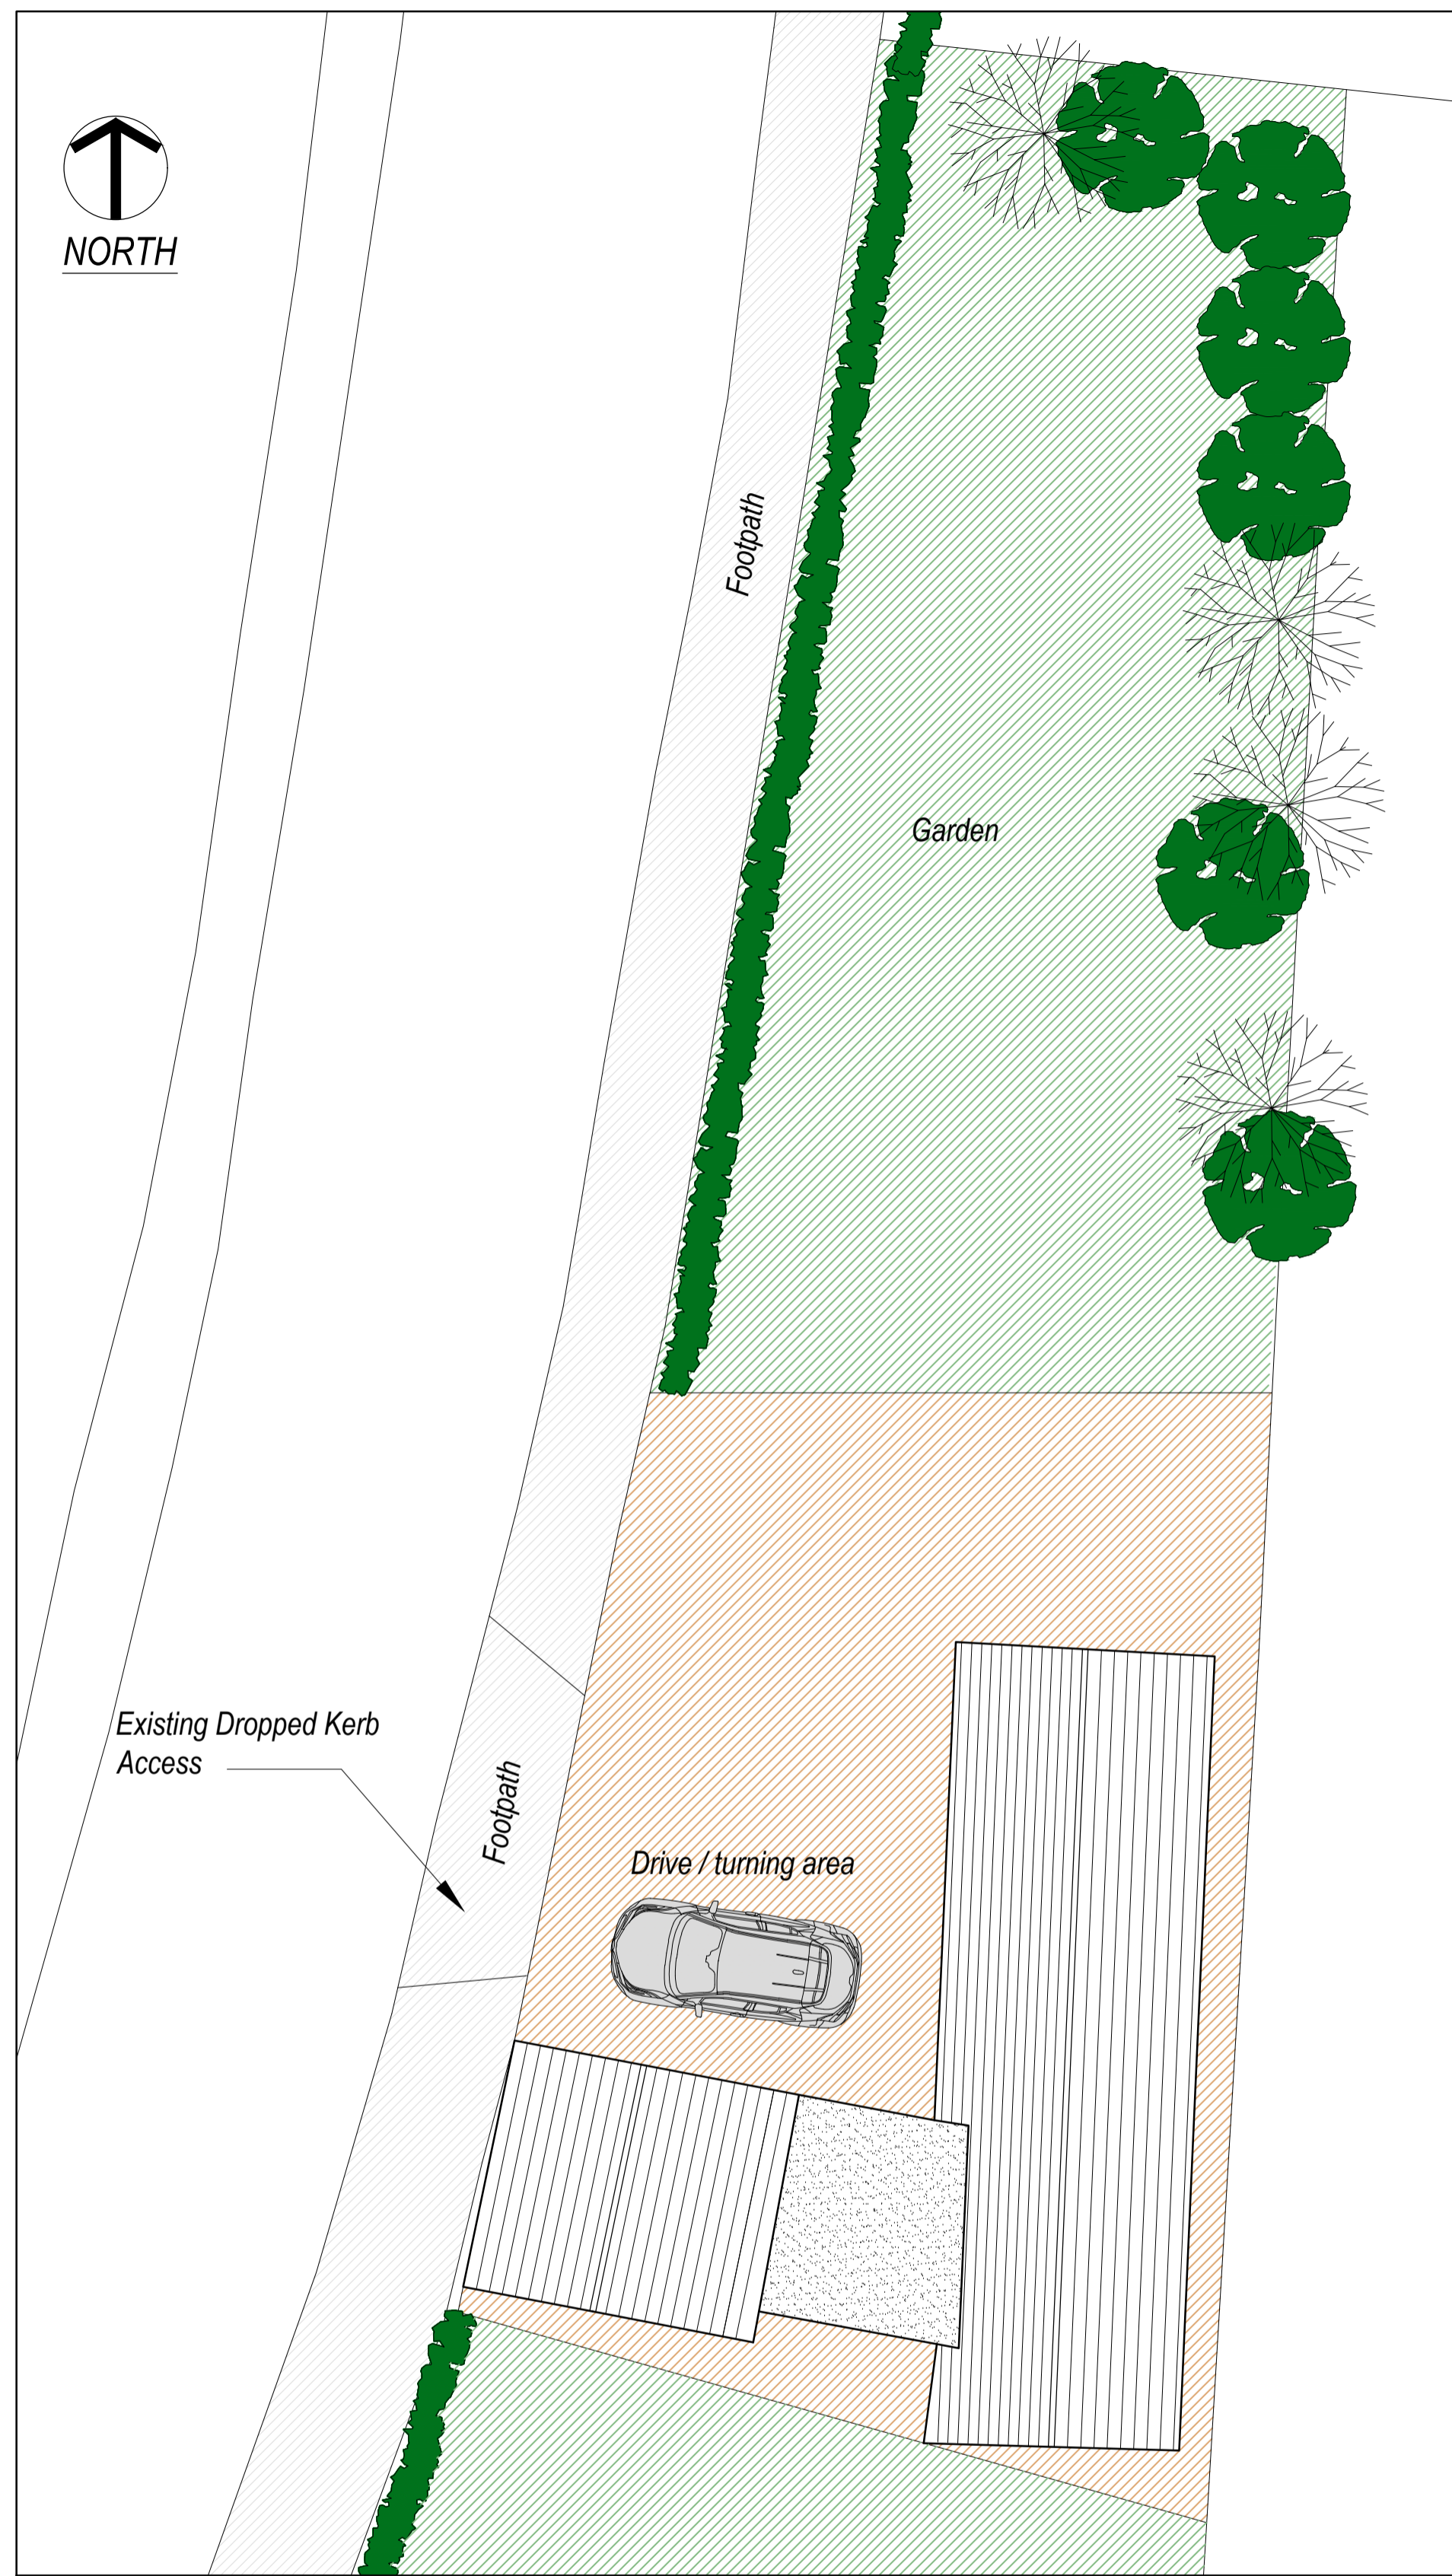 NORTH
Footpath
Garden
Existing Dropped Kerb
Access
Footpath
Drive / turning area